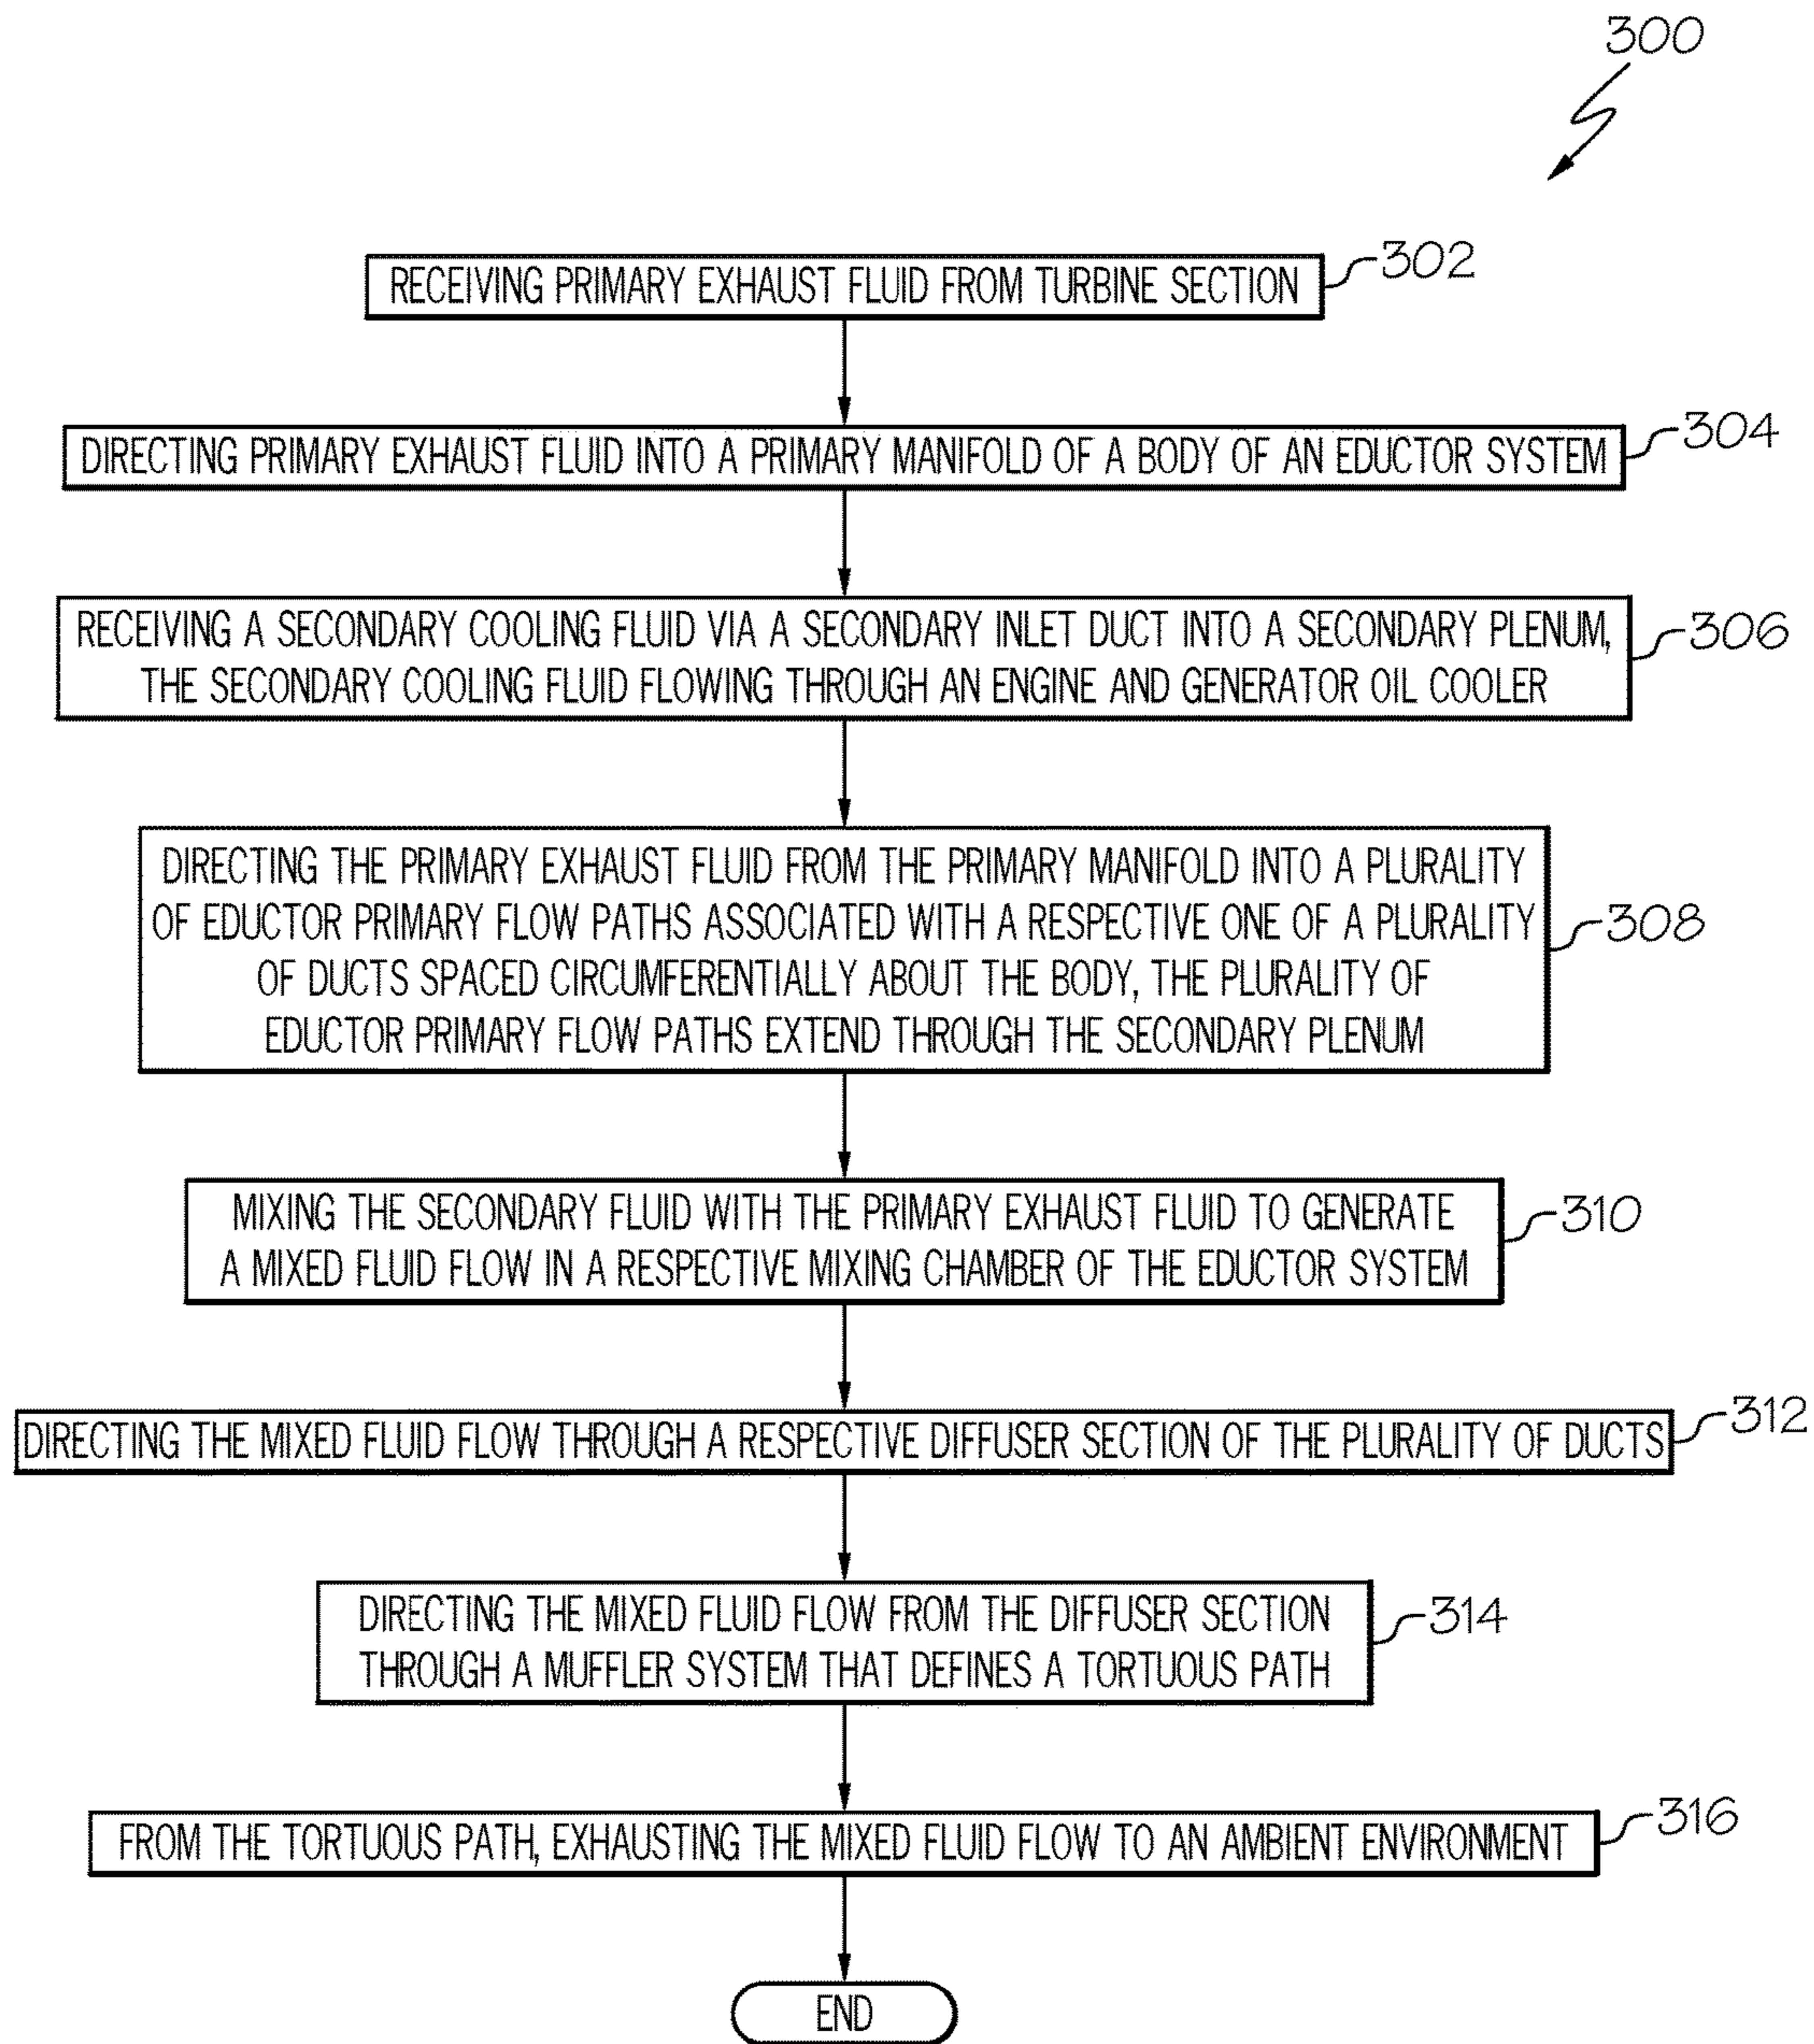 300
RECEIVING PRIMARY EXHAUST FLUID FROM TURBINE SECTION
302
DIRECTING PRIMARY EXHAUST FLUID INTO A PRIMARY MANIFOLD OF A BODY OF AN EDUCTOR SYSTEM
304
RECEIVING A SECONDARY COOLING FLUID VIA A SECONDARY INLET DUCT INTO A SECONDARY PLENUM,
THE SECONDARY COOLING FLUID FLOWING THROUGH AN ENGINE AND GENERATOR OIL COOLER
306
DIRECTING THE PRIMARY EXHAUST FLUID FROM THE PRIMARY MANIFOLD INTO A PLURALITY
OF EDUCTOR PRIMARY FLOW PATHS ASSOCIATED WITH A RESPECTIVE ONE OF A PLURALITY
OF DUCTS SPACED CIRCUMFERENTIALLY ABOUT THE BODY, THE PLURALITY OF
EDUCTOR PRIMARY FLOW PATHS EXTEND THROUGH THE SECONDARY PLENUM
308
MIXING THE SECONDARY FLUID WITH THE PRIMARY EXHAUST FLUID TO GENERATE
A MIXED FLUID FLOW IN A RESPECTIVE MIXING CHAMBER OF THE EDUCTOR SYSTEM
310
DIRECTING THE MIXED FLUID FLOW THROUGH A RESPECTIVE DIFFUSER SECTION OF THE PLURALITY OF DUCTS
312
DIRECTING THE MIXED FLUID FLOW FROM THE DIFFUSER SECTION
THROUGH A MUFFLER SYSTEM THAT DEFINES A TORTUOUS PATH
314
FROM THE TORTUOUS PATH, EXHAUSTING THE MIXED FLUID FLOW TO AN AMBIENT ENVIRONMENT
316
END